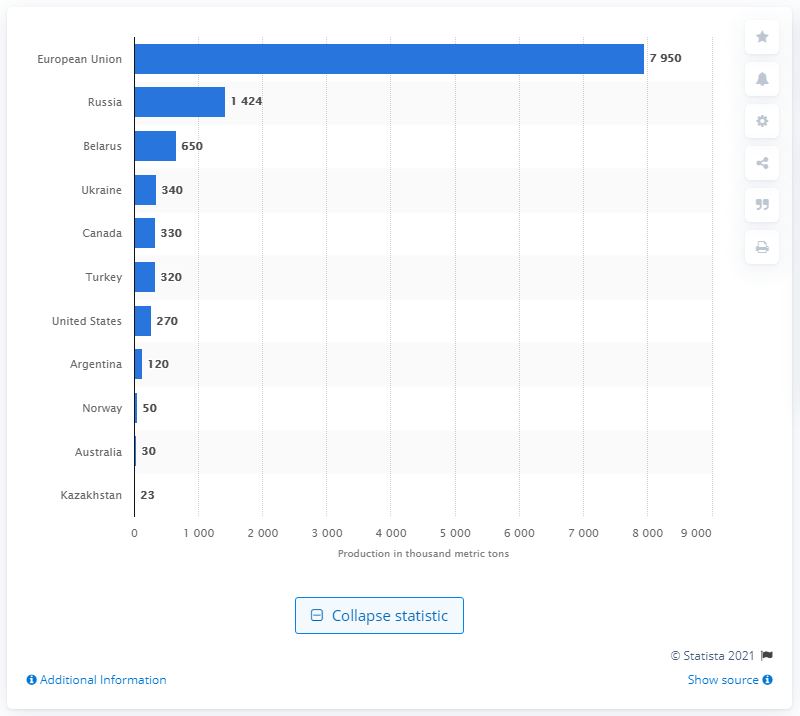 European Union 7 950
Russia 1 424
Belarus 650
Ukraine 340
Canada 330
Turkey 320
United States 270
Argentina 120
Norway 50
Australia 30
Kazakhstan 23
0 1 000 2 000 3 000 4 000 5 000 6 000 7 000 8 000 9 000
Production in thousand metric tons
Collapse statistic
© Statista 2021
Additional Information Show source